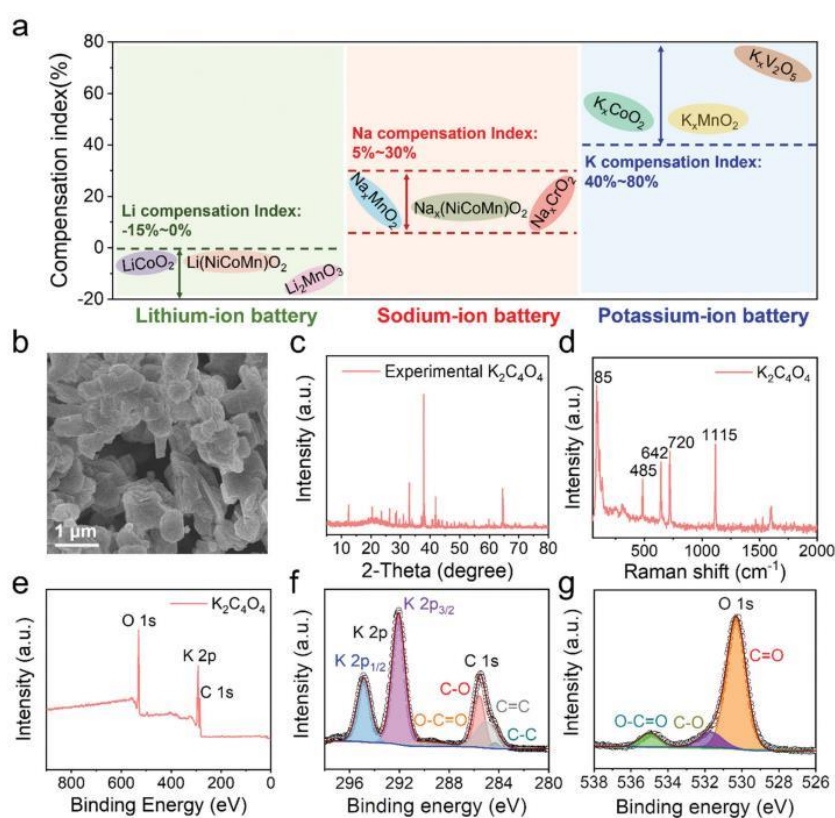 a
Compensation index(%)
80
60
40
20
0
-20
Li compensation Index:
-15%~0%
LiCoO₂
Li(NiCoMn)O₂
Li₂MnO₃
Lithium-ion battery
Na compensation Index:
5%~30%
NaₓMnO₂
Naₓ(NiCoMn)O₂
NaₓCrO₂
Sodium-ion battery
KₓCoO₂
KₓMnO₂
KₓV₂O₅
K compensation Index:
40%~80%
Potassium-ion battery
b
1 μm
c
Intensity (a.u.)
Experimental K₂C₄O₄
10 20 30 40 50 60 70 80
2-Theta (degree)
d
Intensity (a.u.)
K₂C₄O₄
85
485
642
720
1115
500 1000 1500 2000
Raman shift (cm⁻¹)
e
Intensity (a.u.)
K₂C₄O₄
O 1s
K 2p
C 1s
800 600 400 200 0
Binding Energy (eV)
f
Intensity (a.u.)
K 2p₃/₂
K 2p
K 2p₁/₂
C 1s
C-O
C=C
O-C=O
C-C
296 292 288 284 280
Binding energy (eV)
g
Intensity (a.u.)
O 1s
C=O
O-C=O
C-O
538 536 534 532 530 528 526
Binding energy (eV)